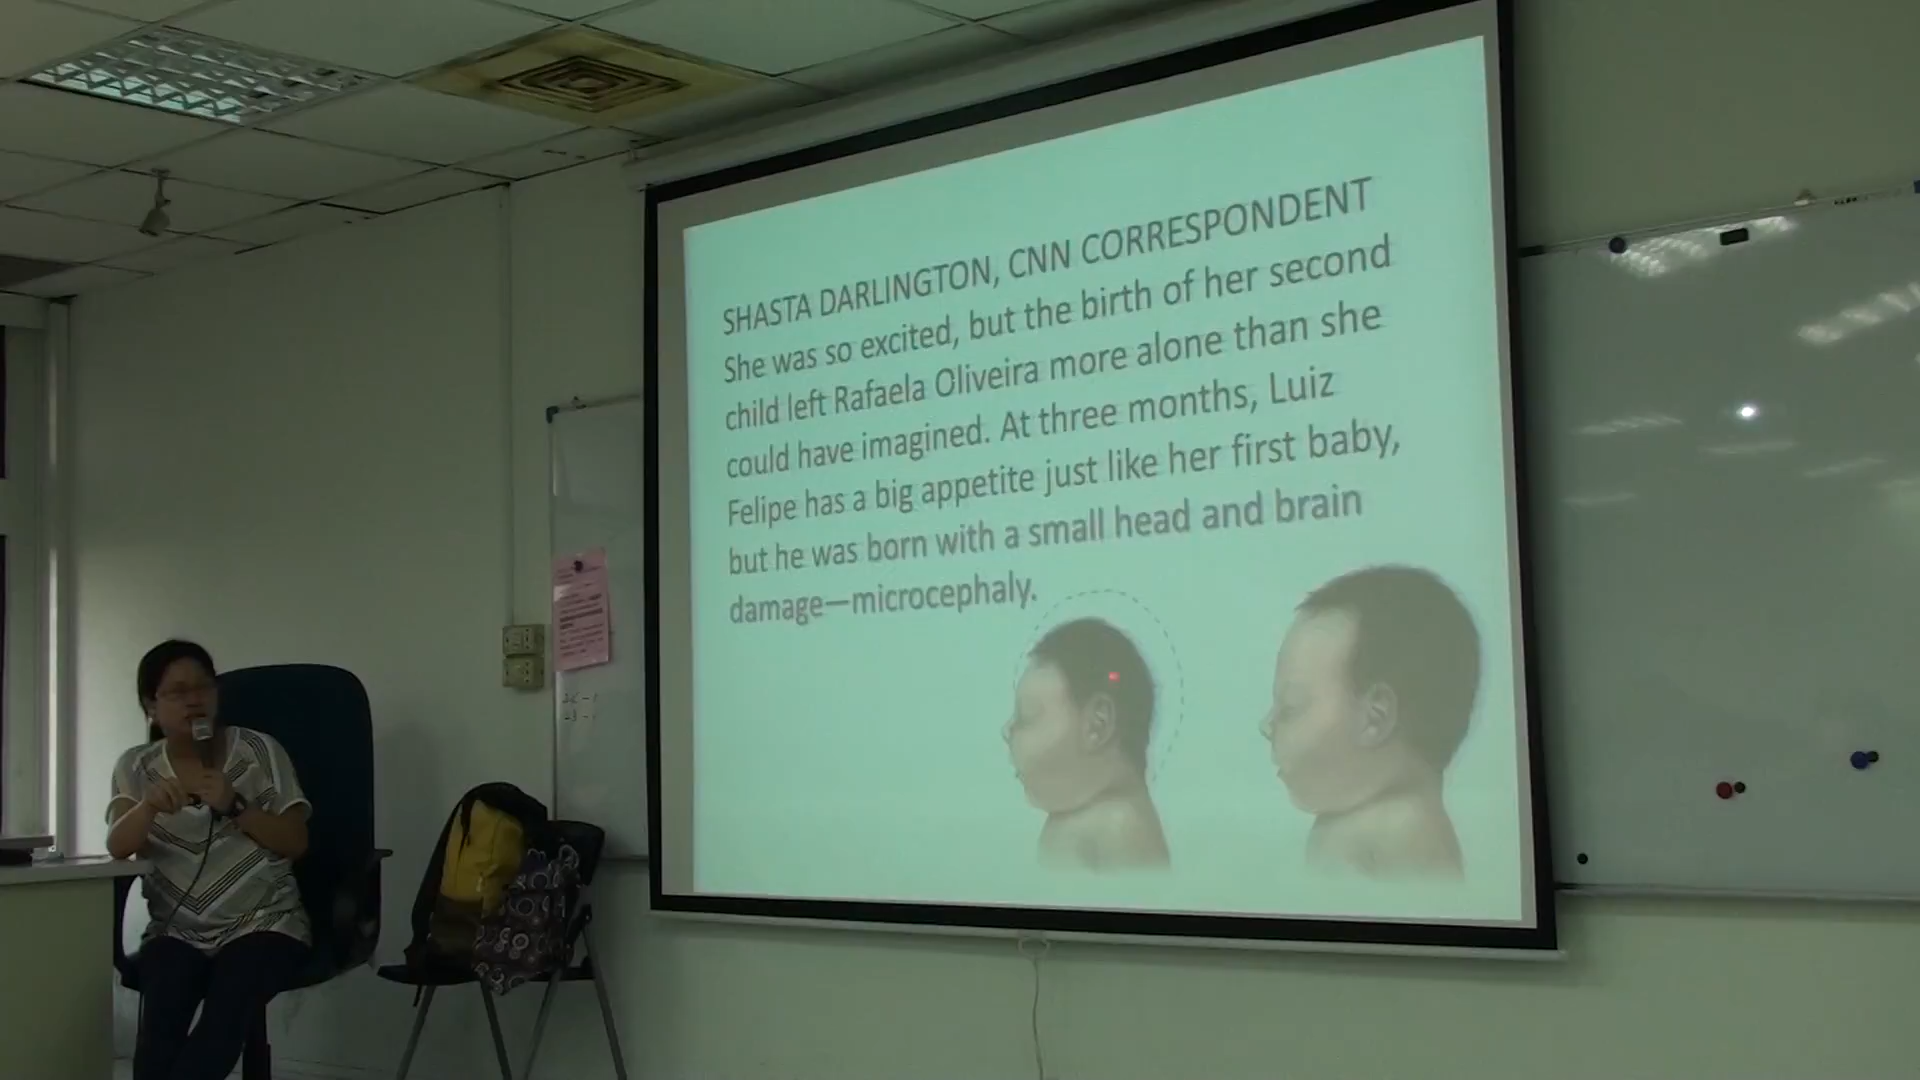 SHASTA DARLINGTON, CNN CORRESPONDENT
She was so excited, but the birth of her second
child left Rafaela Oliveira more alone than she
could have imagined. At three months, Luiz
Felipe has a big appetite just like her first baby,
but he was born with a small head and brain
damage—microcephaly.